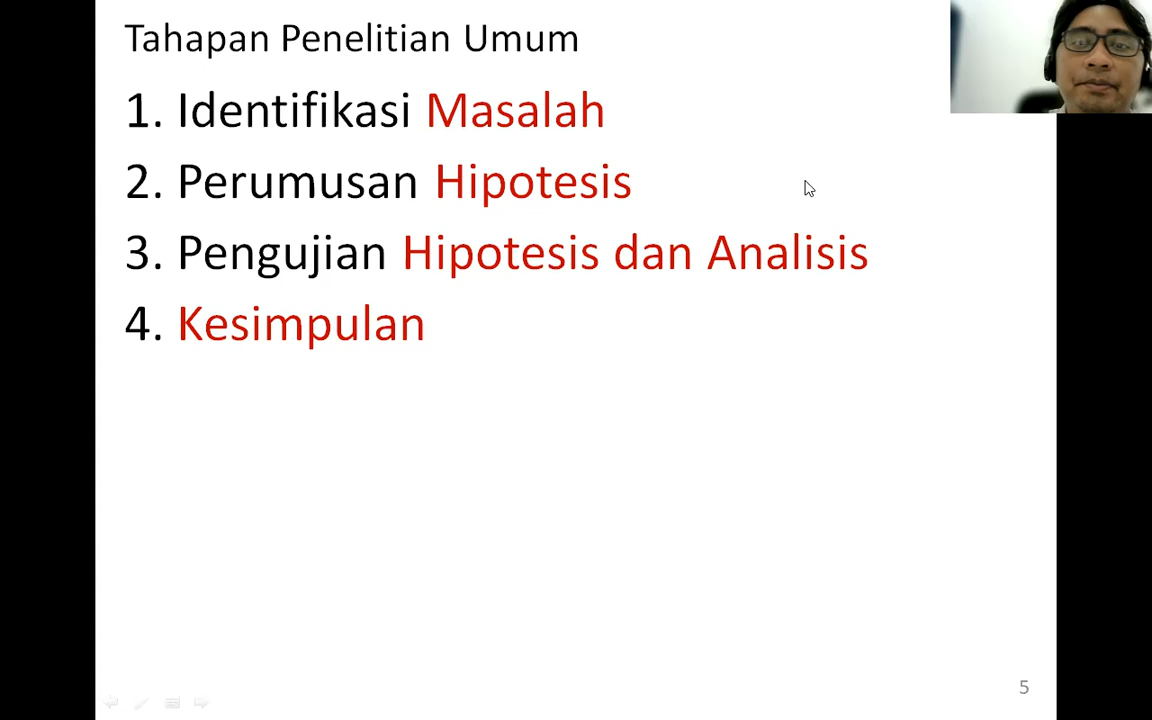 Tahapan Penelitian Umum
1. Identifikasi Masalah
2. Perumusan Hipotesis
3. Pengujian Hipotesis dan Analisis
4. Kesimpulan
5